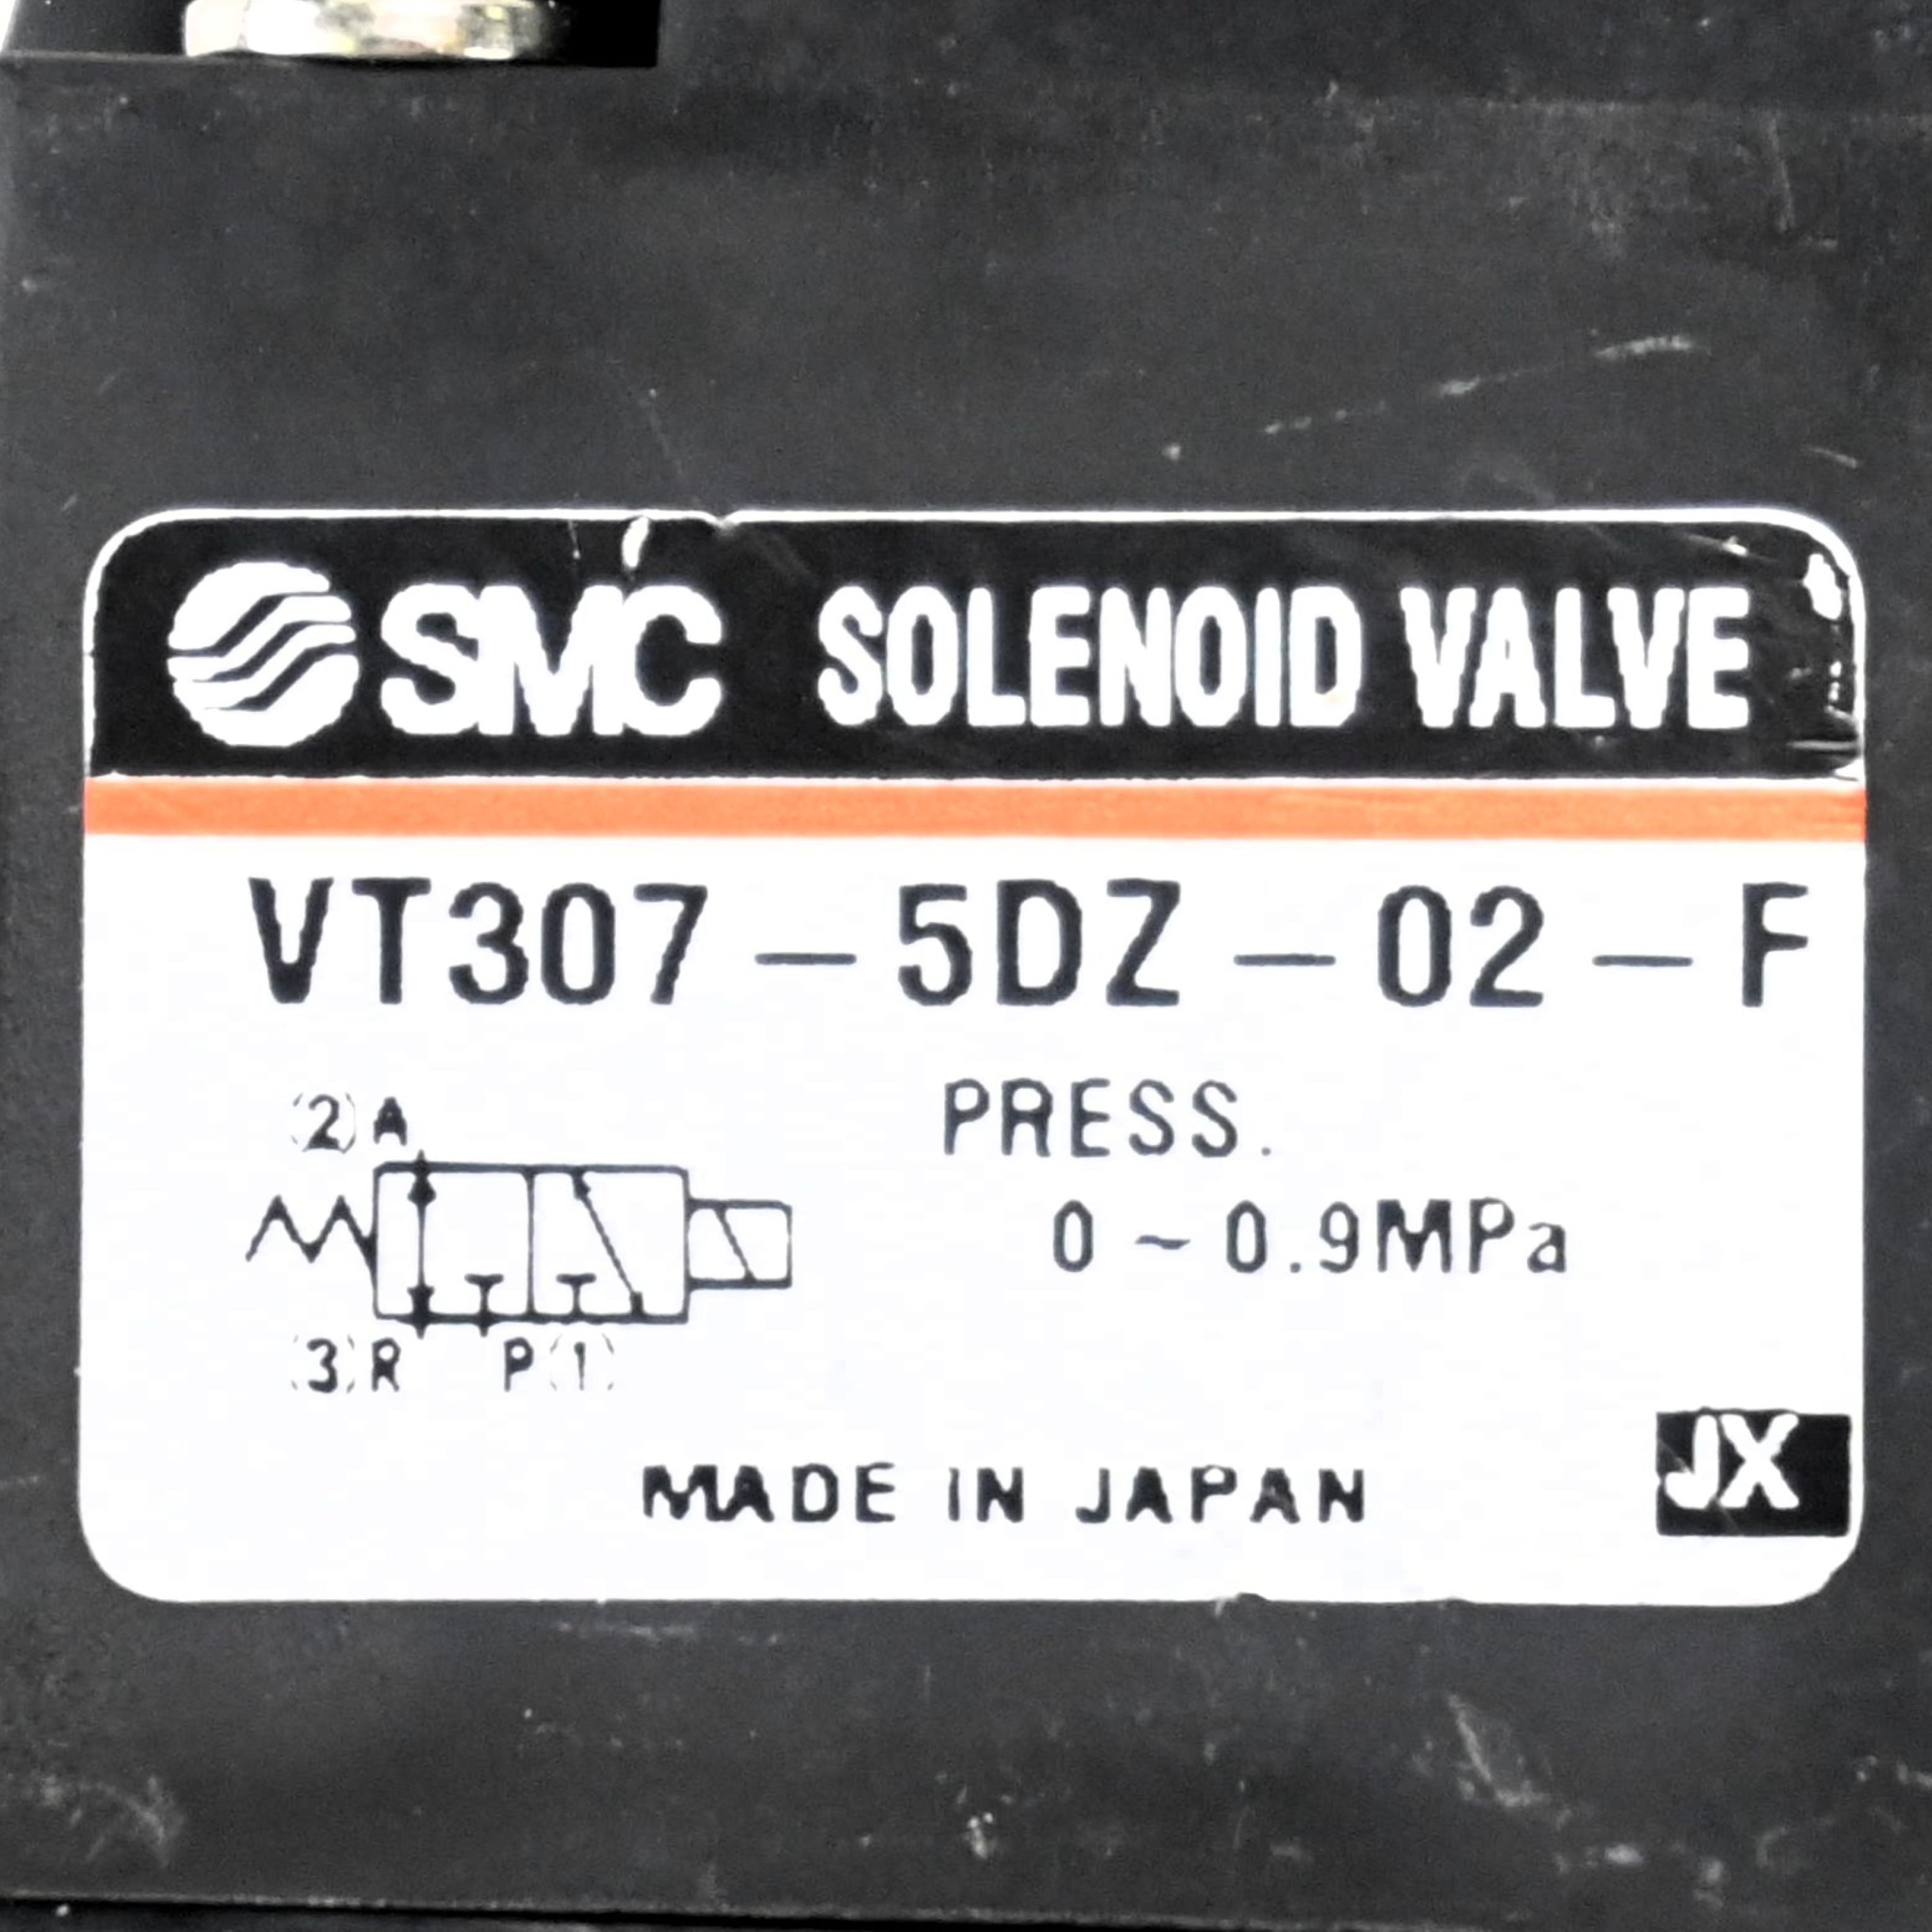 SMC SOLENOID VALVE
VT307-5DZ-02-F
(2)A
PRESS.
0~0.9MPa
(3)R P(1)
JX
MADE IN JAPAN